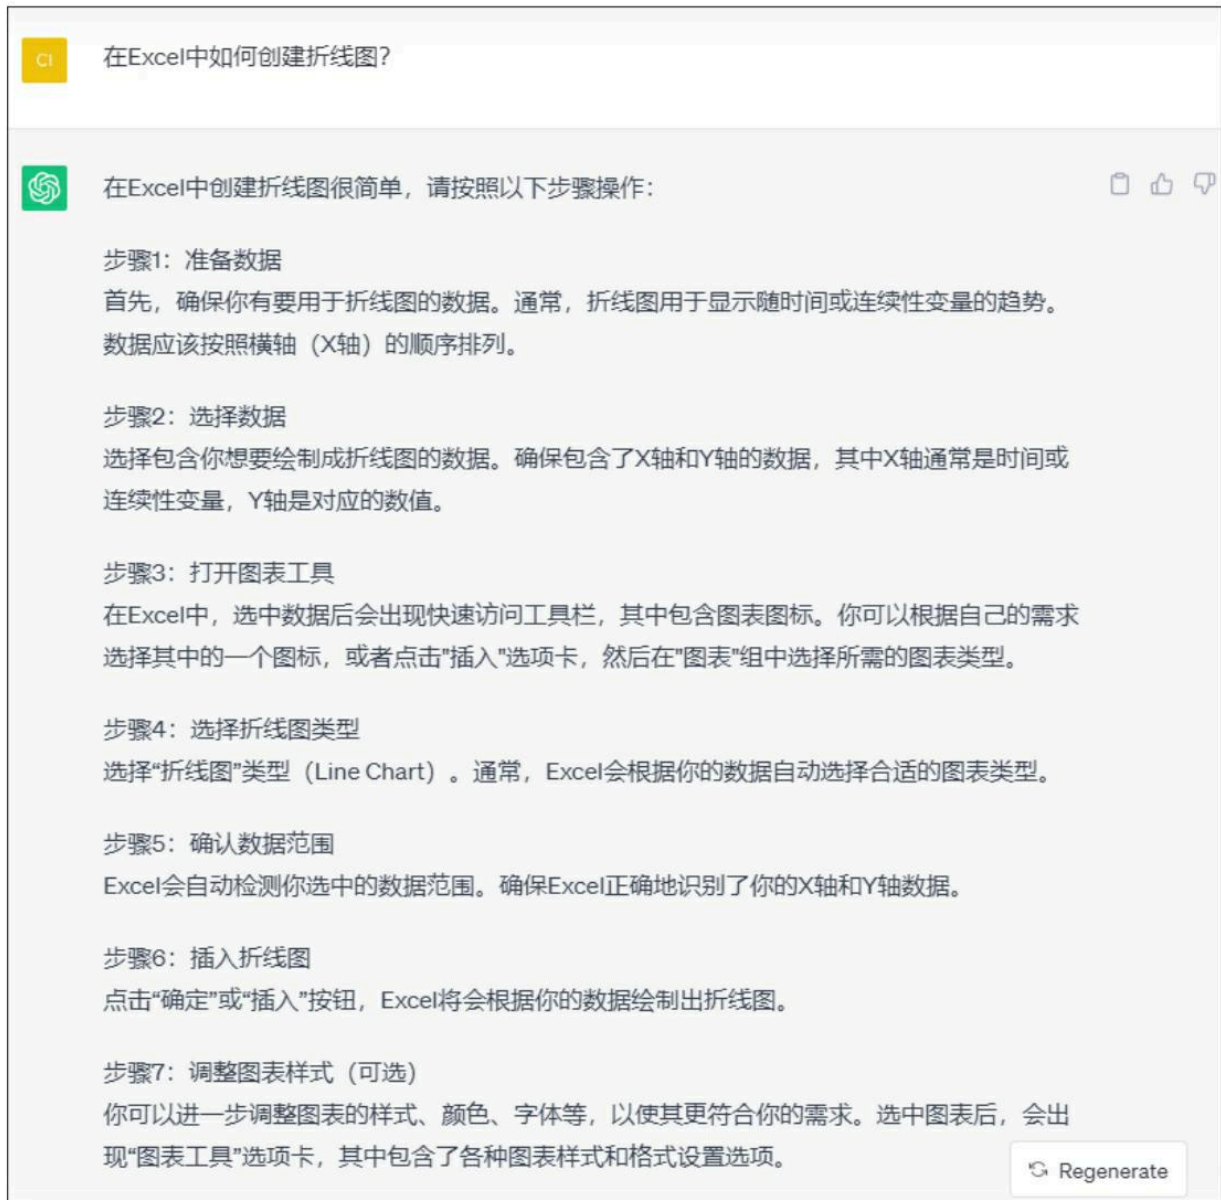 CI
在Excel中如何创建折线图？
在Excel中创建折线图很简单，请按照以下步骤操作：
步骤1：准备数据
首先，确保你有要用于折线图的数据。通常，折线图用于显示随时间或连续性变量的趋势。
数据应该按照横轴（X轴）的顺序排列。
步骤2：选择数据
选择包含你想要绘制成折线图的数据。确保包含了X轴和Y轴的数据，其中X轴通常是时间或
连续性变量，Y轴是对应的数值。
步骤3：打开图表工具
在Excel中，选中数据后会出现快速访问工具栏，其中包含图表图标。你可以根据自己的需求
选择其中的一个图标，或者点击"插入"选项卡，然后在"图表"组中选择所需的图表类型。
步骤4：选择折线图类型
选择“折线图”类型（Line Chart）。通常，Excel会根据你的数据自动选择合适的图表类型。
步骤5：确认数据范围
Excel会自动检测你选中的数据范围。确保Excel正确地识别了你的X轴和Y轴数据。
步骤6：插入折线图
点击“确定”或“插入”按钮，Excel将会根据你的数据绘制出折线图。
步骤7：调整图表样式（可选）
你可以进一步调整图表的样式、颜色、字体等，以使其更符合你的需求。选中图表后，会出
现“图表工具”选项卡，其中包含了各种图表样式和格式设置选项。
Regenerate